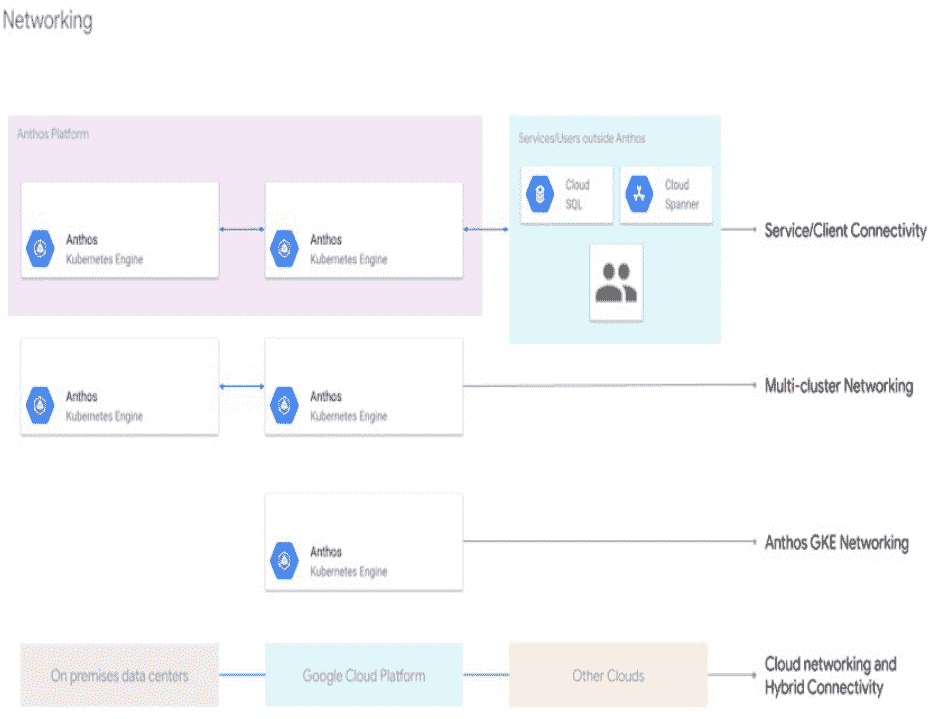 Networking
Anthos Platform
Services/Users outside Anthos
Cloud
SQL
Cloud
Spanner
Anthos
Kubernetes Engine
Anthos
Kubernetes Engine
Service/Client Connectivity
Anthos
Kubernetes Engine
Anthos
Kubernetes Engine
Multi-cluster Networking
Anthos
Kubernetes Engine
Anthos GKE Networking
On premises data centers
Google Cloud Platform
Other Clouds
Cloud networking and
Hybrid Connectivity